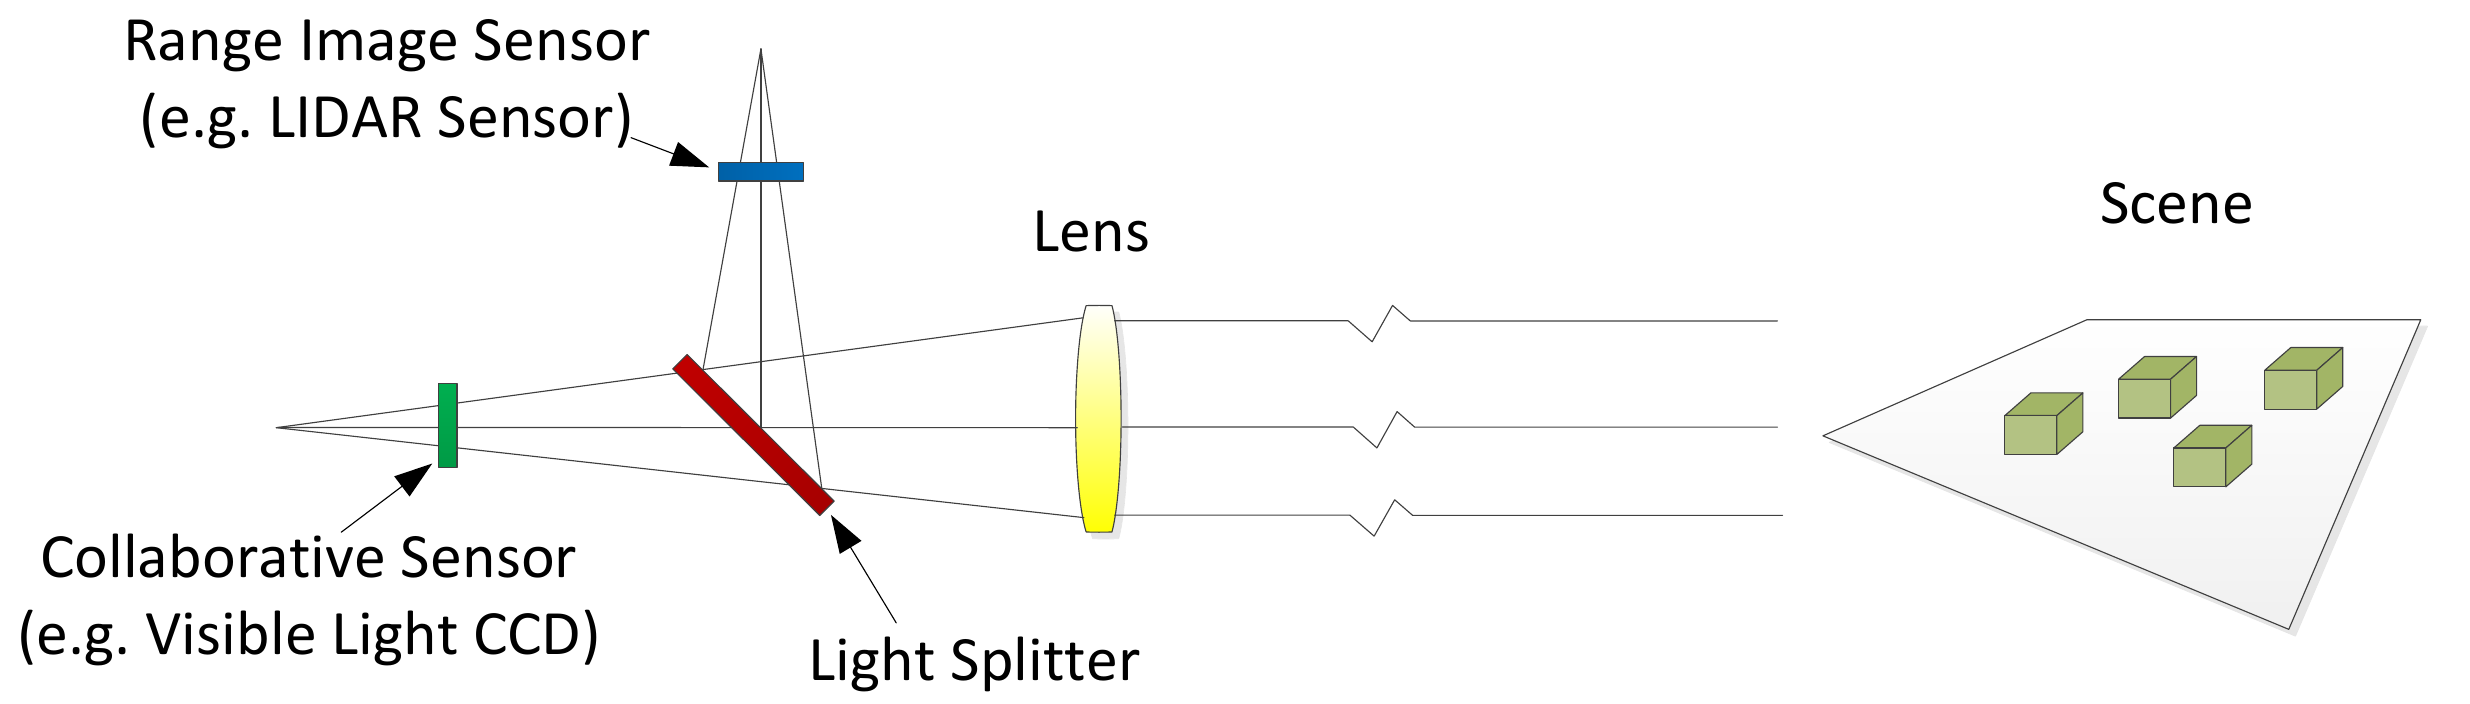 Range Image Sensor
(e.g. LIDAR Sensor)
Lens
Scene
Collaborative Sensor
(e.g. Visible Light CCD)
Light Splitter